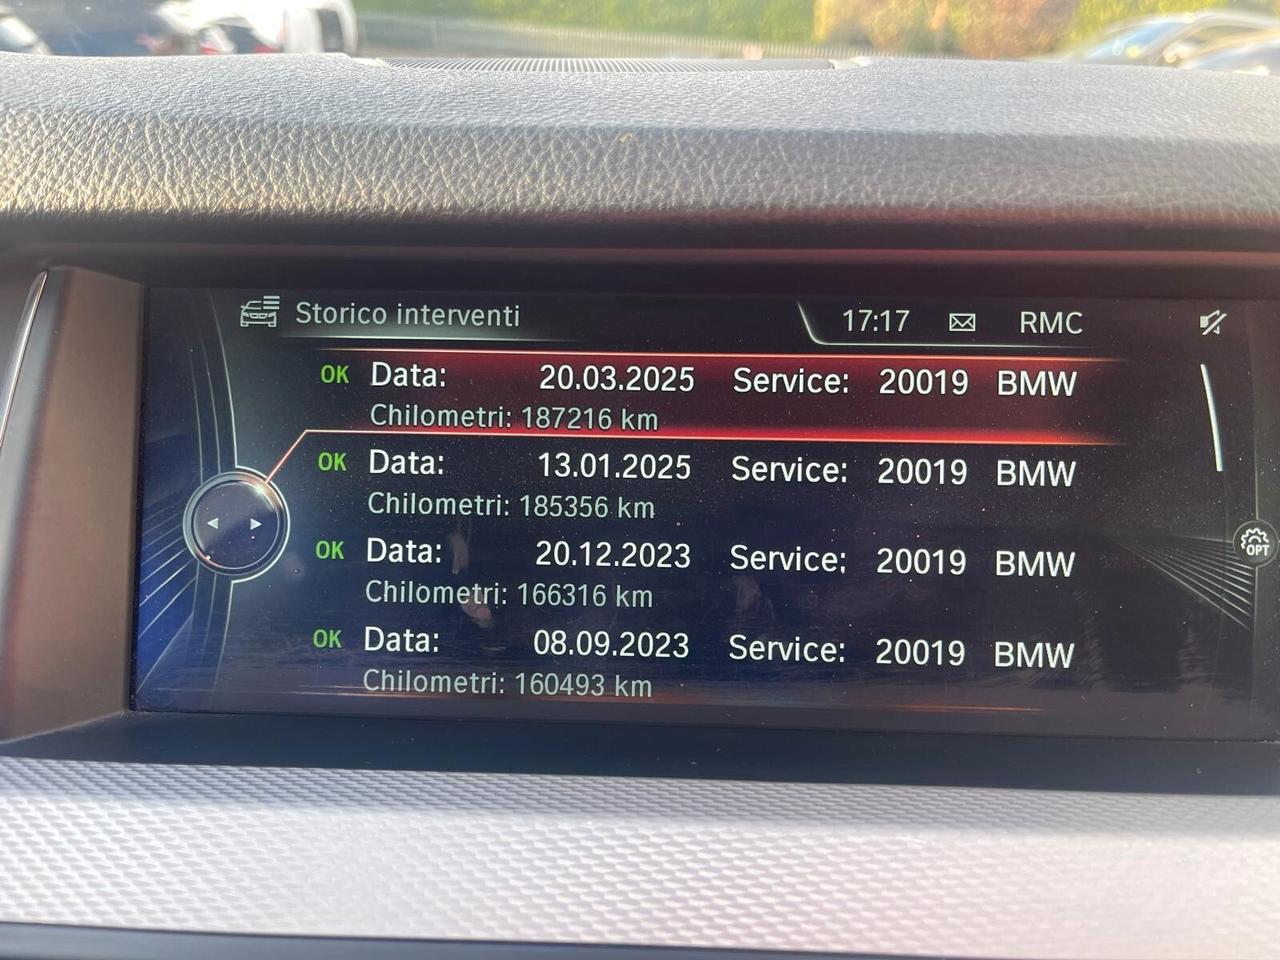 Storico interventi 17:17 RMC
OK Data: 20.03.2025 Service: 20019 BMW
Chilometri: 187216 km
OK Data: 13.01.2025 Service: 20019 BMW
Chilometri: 185356 km
OK Data: 20.12.2023 Service: 20019 BMW
Chilometri: 166316 km
OPT
OK Data: 08.09.2023 Service: 20019 BMW
Chilometri: 160493 km